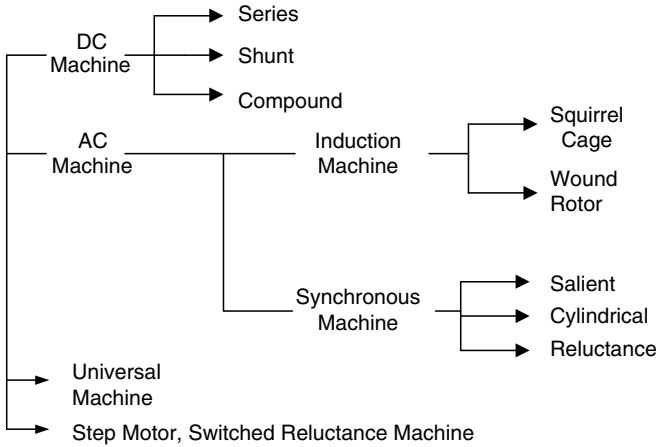 DC
Machine
Series
Shunt
Compound
AC
Machine
Induction
Machine
Squirrel
Cage
Wound
Rotor
Synchronous
Machine
Salient
Cylindrical
Reluctance
Universal
Machine
Step Motor, Switched Reluctance Machine